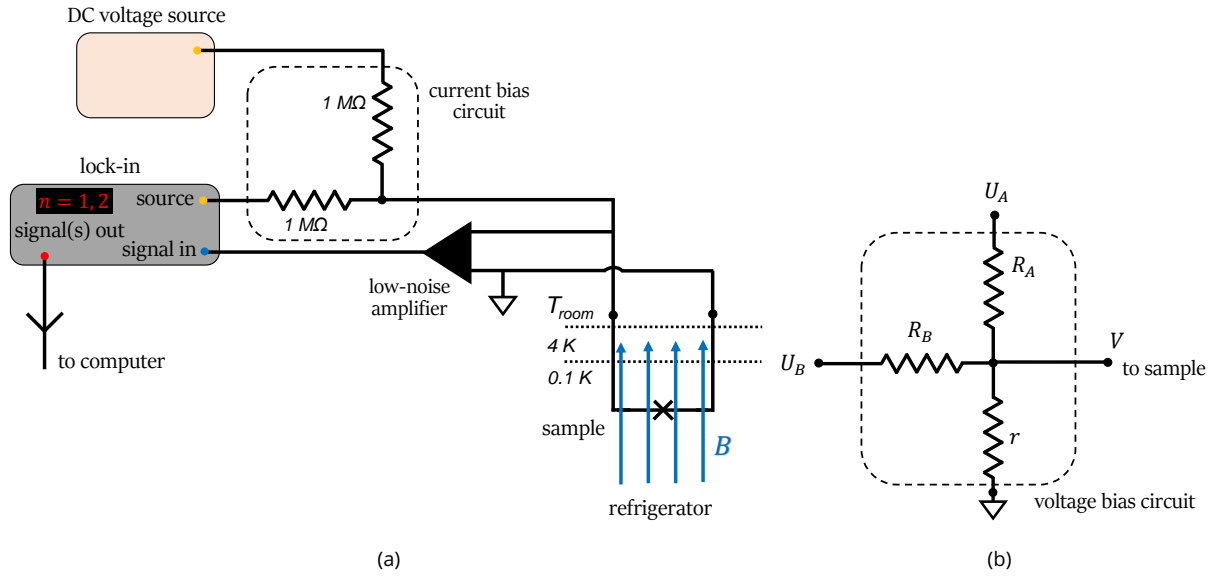 DC voltage source
1 MΩ
current bias
circuit
lock-in
n = 1, 2
source
signal(s) out
signal in
1 MΩ
low-noise
amplifier
to computer
T_room
4 K
0.1 K
sample
B
refrigerator
(a)
U_A
R_A
R_B
V
U_B
to sample
r
voltage bias circuit
(b)